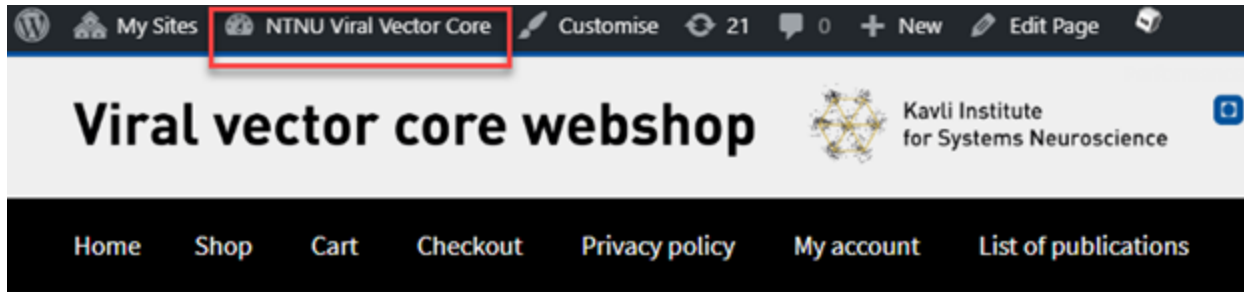 My Sites NTNU Viral Vector Core Customise 21 0 New Edit Page
Viral vector core webshop
Kavli Institute
for Systems Neuroscience
Home Shop Cart Checkout Privacy policy My account List of publications